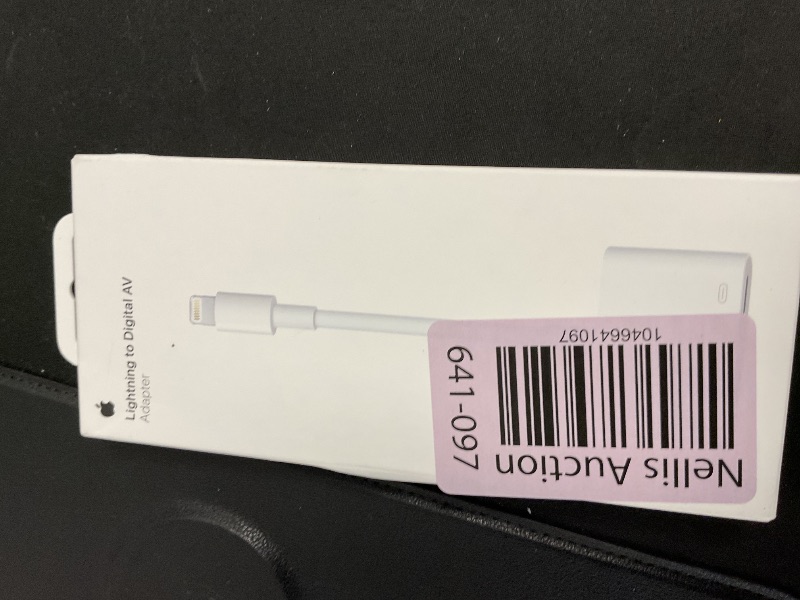 Lightning to Digital AV
Adapter
1046641097
641-097
Nellis Auction